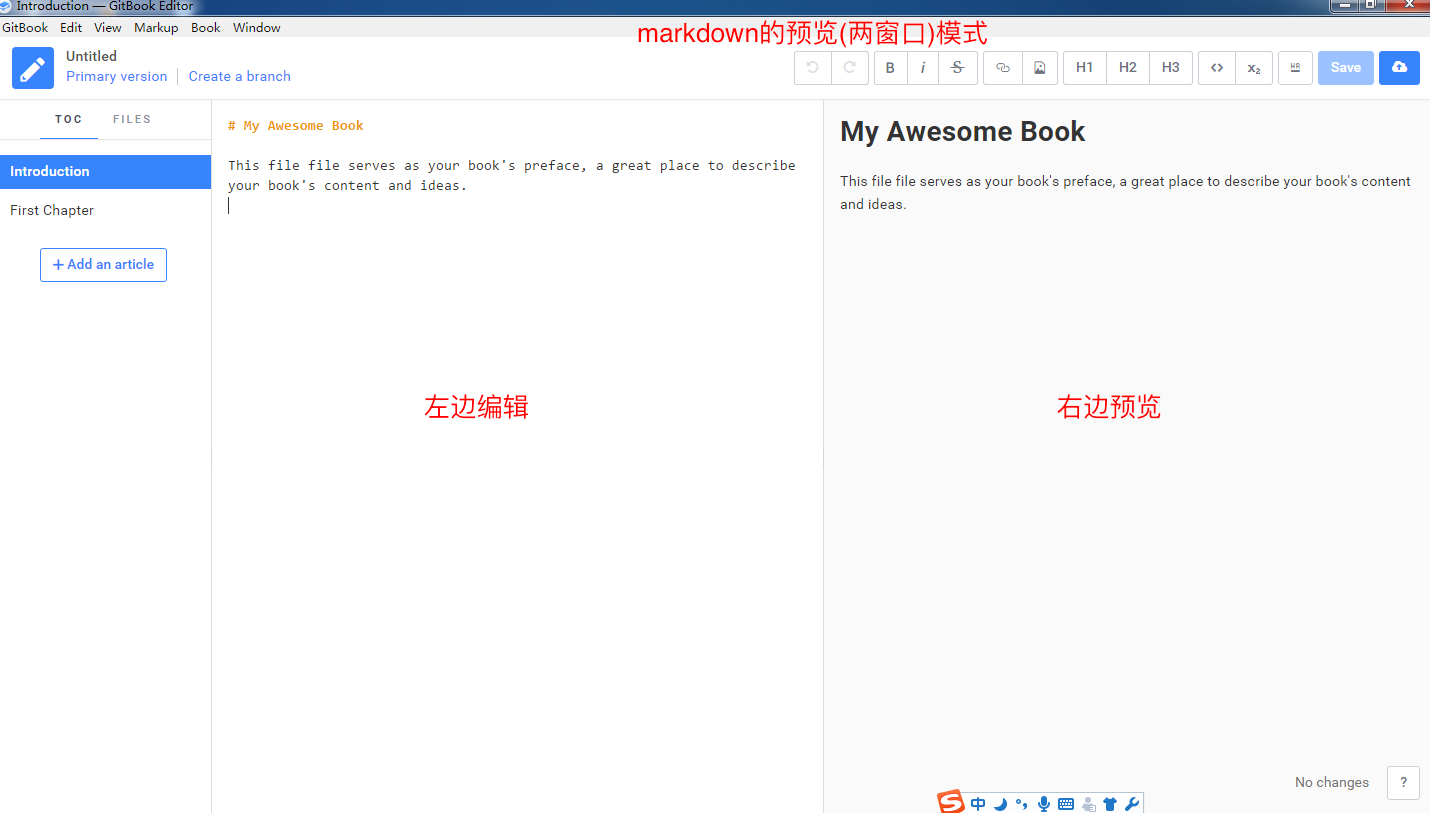 Introduction — GitBook Editor
GitBook Edit View Markup Book Window
markdown的预览(两窗口)模式
Untitled
Primary version Create a branch
B i S H1 H2 H3 <> x₂ HR Save
TOC FILES
Introduction
First Chapter
+ Add an article
# My Awesome Book
This file file serves as your book's preface, a great place to describe
your book's content and ideas.
左边编辑
My Awesome Book
This file file serves as your book's preface, a great place to describe your book's content
and ideas.
右边预览
No changes ?
S 中